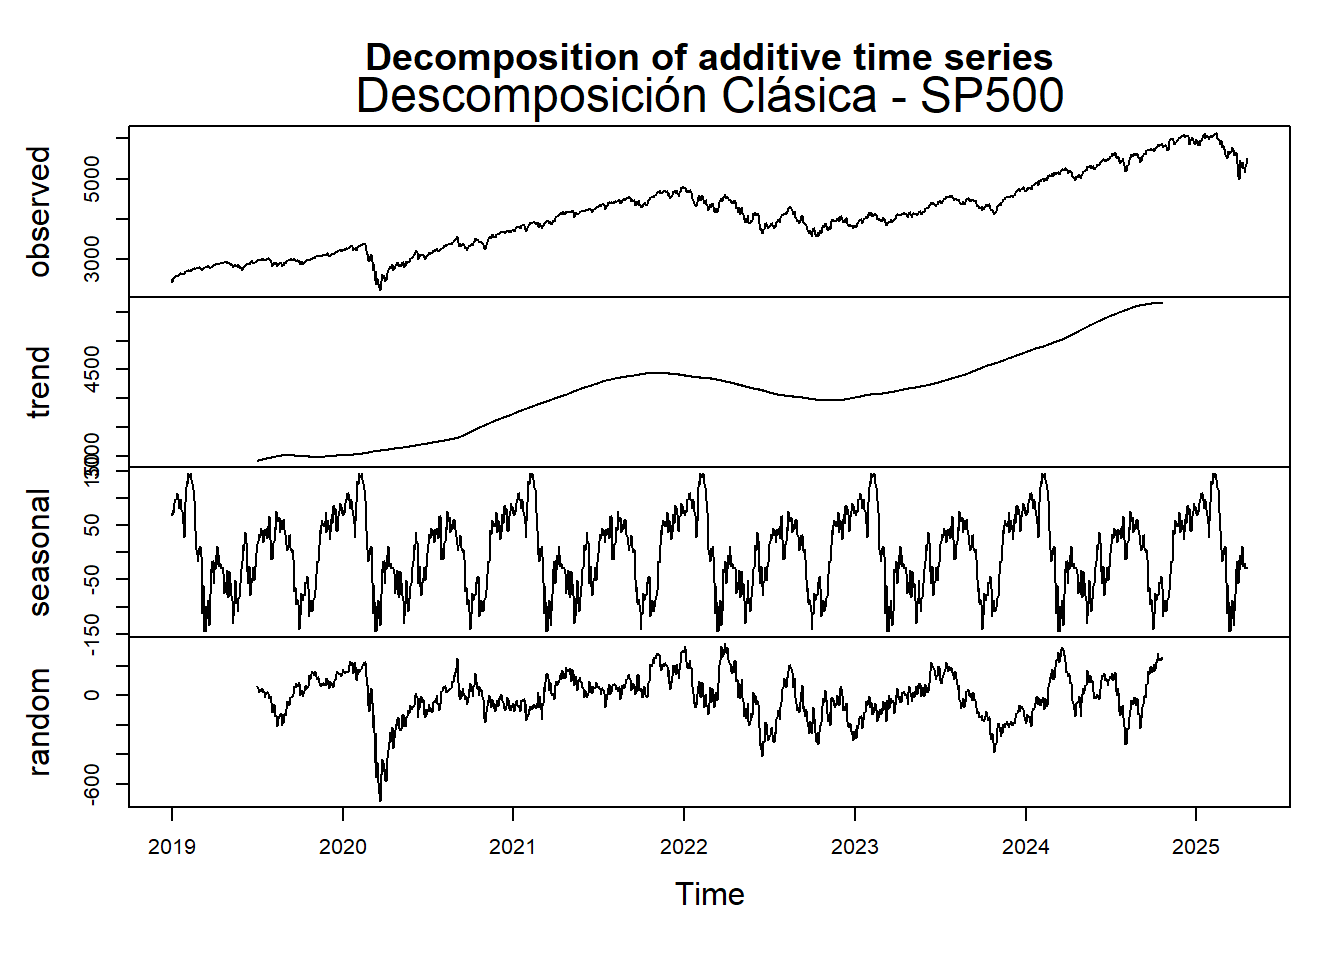 Decomposition of additive time series
Descomposición Clásica - SP500
observed
3000 5000
trend
3000 4500
seasonal
-150 -50 50 150
random
-600 0
2019 2020 2021 2022 2023 2024 2025
Time